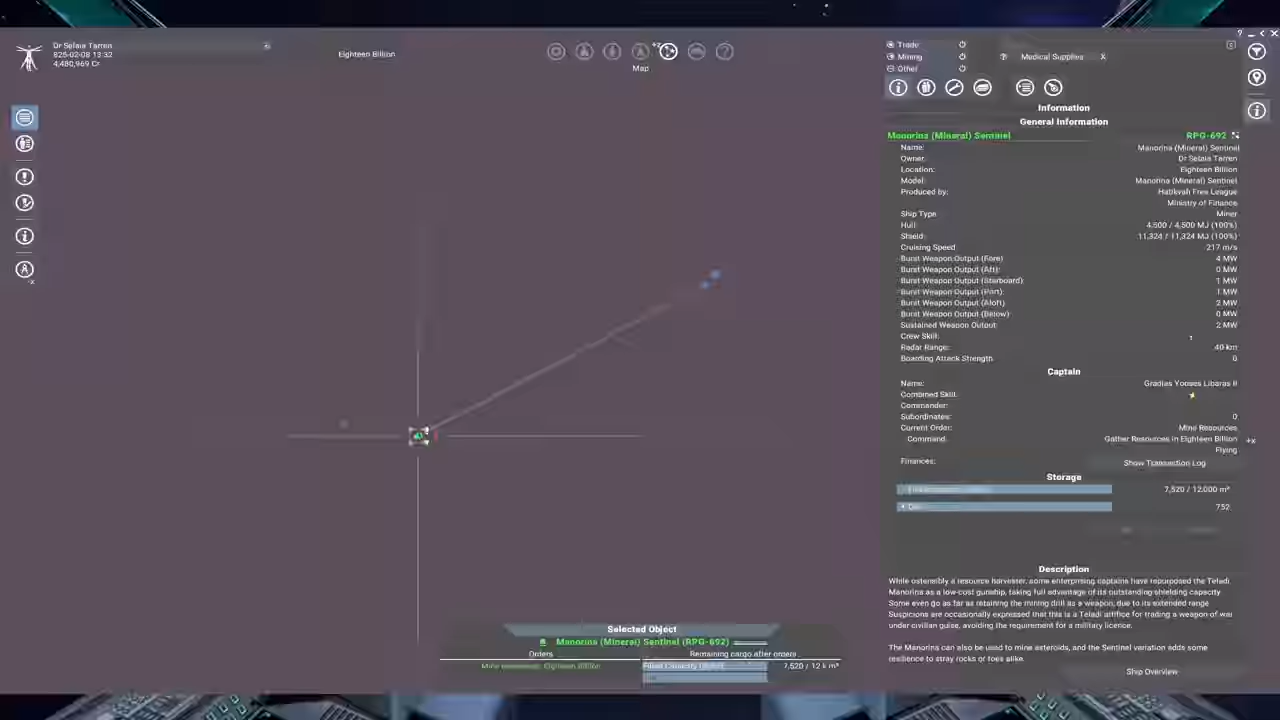 Dr Selaia Tarren
825-02-08 13:32
4,480,969 Cr
Eighteen Billion
Map
Trade
Mining
Other
Medical Supplies
Information
General Information
Manorina (Mineral) Sentinel RPG-692
Name: Manorina (Mineral) Sentinel
Owner: Dr Selaia Tarren
Location: Eighteen Billion
Model: Manorina (Mineral) Sentinel
Produced by: Hatikvah Free League
Ministry of Finance
Ship Type Miner
Hull: 4,500 / 4,500 MJ (100%)
Shield: 11,324 / 11,324 MJ (100%)
Cruising Speed 217 m/s
Burst Weapon Output (Fore) 4 MW
Burst Weapon Output (Aft): 0 MW
Burst Weapon Output (Starboard): 1 MW
Burst Weapon Output (Port): 1 MW
Burst Weapon Output (Aloft) 2 MW
Burst Weapon Output (Below) 0 MW
Sustained Weapon Output: 2 MW
Crew Skill:
Radar Range: 40 km
Boarding Attack Strength: 0
Captain
Name: Gradias Yooses Libaras II
Combined Skill:
Commander:
Subordinates: 0
Current Order: Mine Resources
Command: Gather Resources in Eighteen Billion
Flying
Finances: Show Transaction Log
Storage
7,520 / 12,000 m³
752
Description
While ostensibly a resource harvester, some enterprising captains have repurposed the Teladi
Manorina as a low-cost gunship, taking full advantage of its outstanding shielding capacity
Some even go as far as retaining the mining drill as a weapon, due to its extended range
Suspicions are occasionally expressed that this is a Teladi artifice for trading a weapon of war
under civilian guise, avoiding the requirement for a military licence.
The Manorina can also be used to mine asteroids, and the Sentinel variation adds some
resilience to stray rocks or foes alike.
Ship Overview
Selected Object
Manorina (Mineral) Sentinel (RPG-692)
Orders Remaining cargo after orders
Mine resources: Eighteen Billion 7,520 / 12 k m³